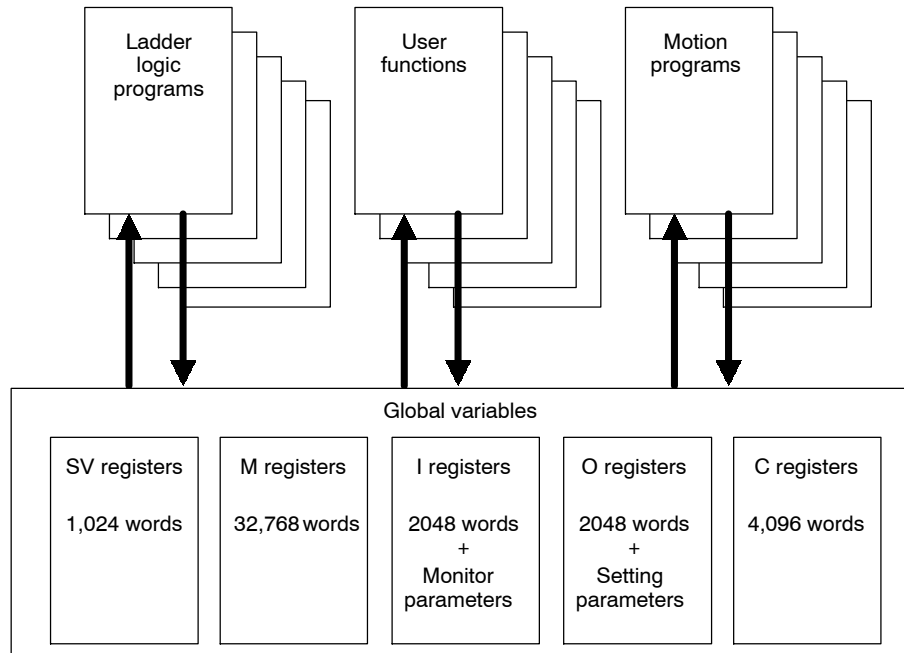 Ladder
logic
programs
User
functions
Motion
programs
Global variables
SV registers
1,024 words
M registers
32,768 words
I registers
2048 words
+
Monitor
parameters
O registers
2048 words
+
Setting
parameters
C registers
4,096 words